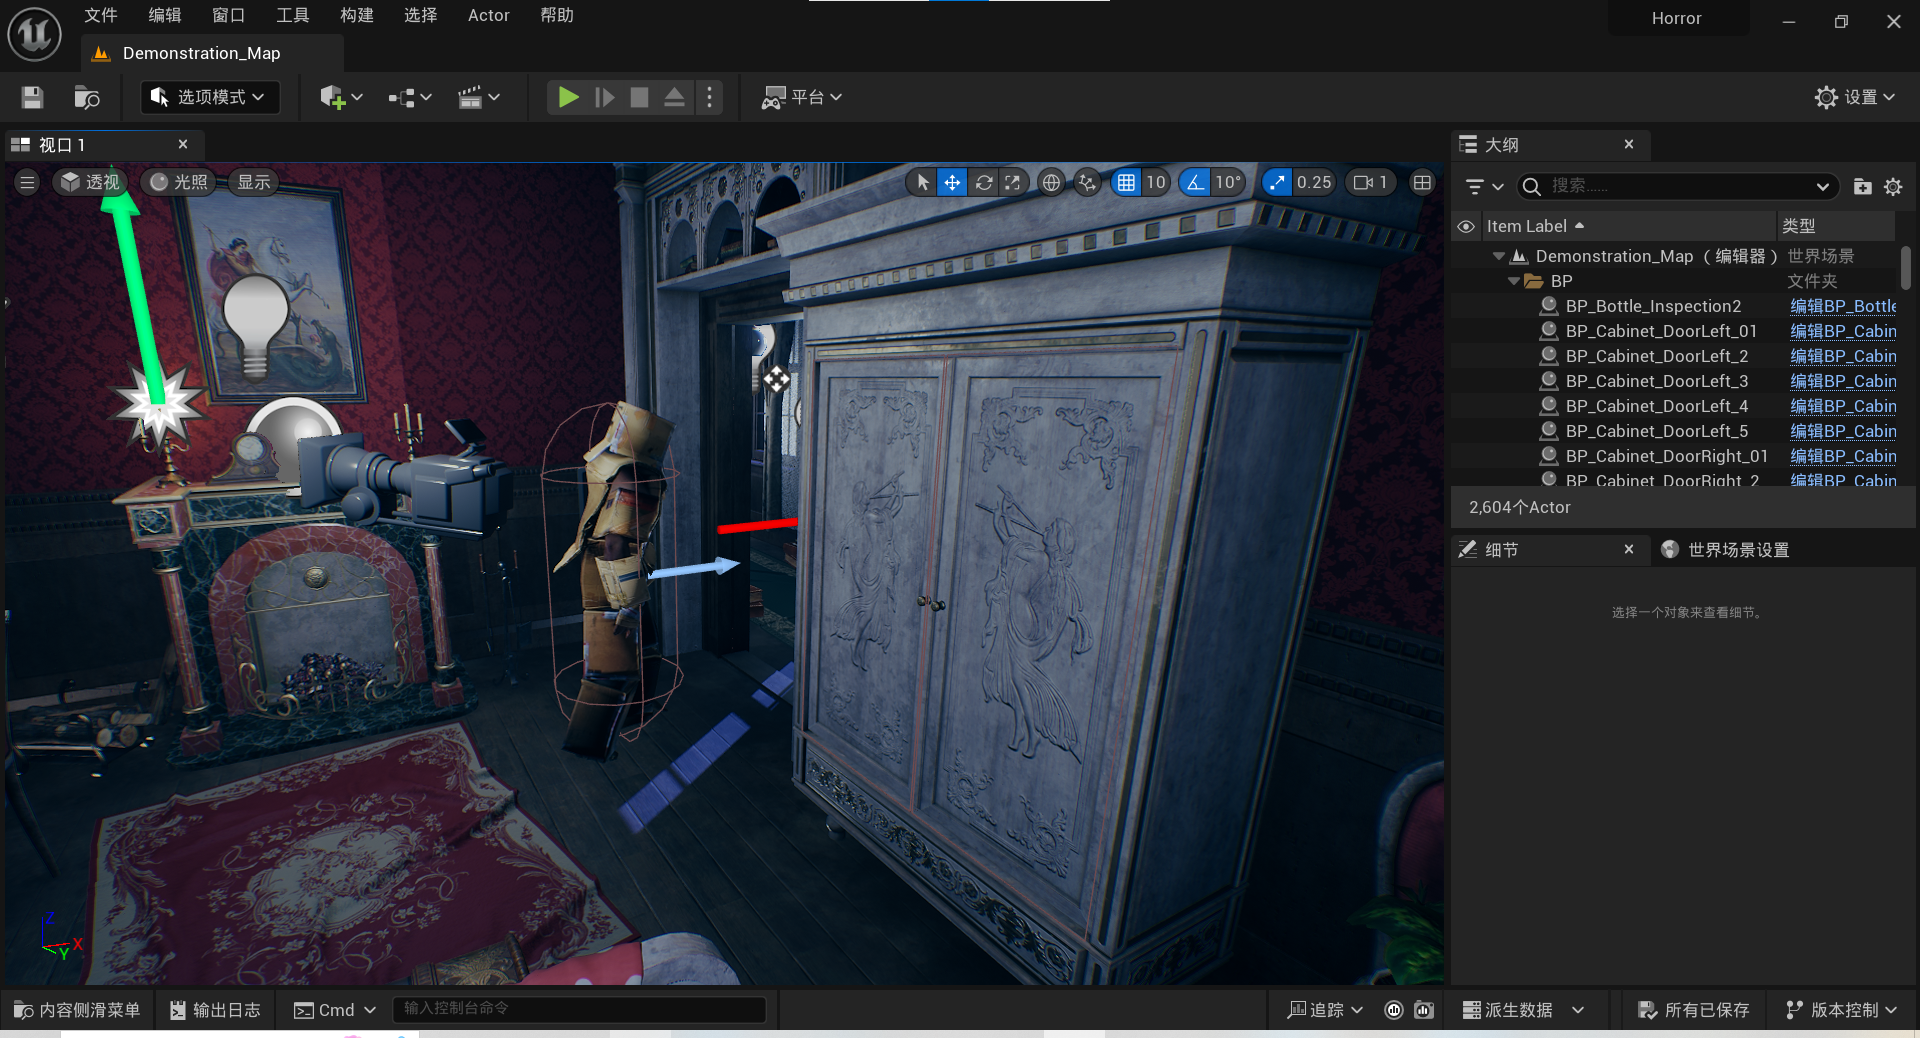 文件 编辑 窗口 工具 构建 选择 Actor 帮助
Horror
Demonstration_Map
选项模式
平台
设置
视口 1
透视 光照 显示
10 10° 0.25 1
Z
X
Y
大纲
搜索......
Item Label 类型
Demonstration_Map （编辑器） 世界场景
BP 文件夹
BP_Bottle_Inspection2 编辑BP_Bottle
BP_Cabinet_DoorLeft_01 编辑BP_Cabin
BP_Cabinet_DoorLeft_2 编辑BP_Cabin
BP_Cabinet_DoorLeft_3 编辑BP_Cabin
BP_Cabinet_DoorLeft_4 编辑BP_Cabin
BP_Cabinet_DoorLeft_5 编辑BP_Cabin
BP_Cabinet_DoorRight_01 编辑BP_Cabin
BP_Cabinet_DoorRight_2 编辑BP_Cabin
2,604个Actor
细节 世界场景设置
选择一个对象来查看细节。
内容侧滑菜单 输出日志 Cmd 输入控制台命令 追踪 派生数据 所有已保存 版本控制